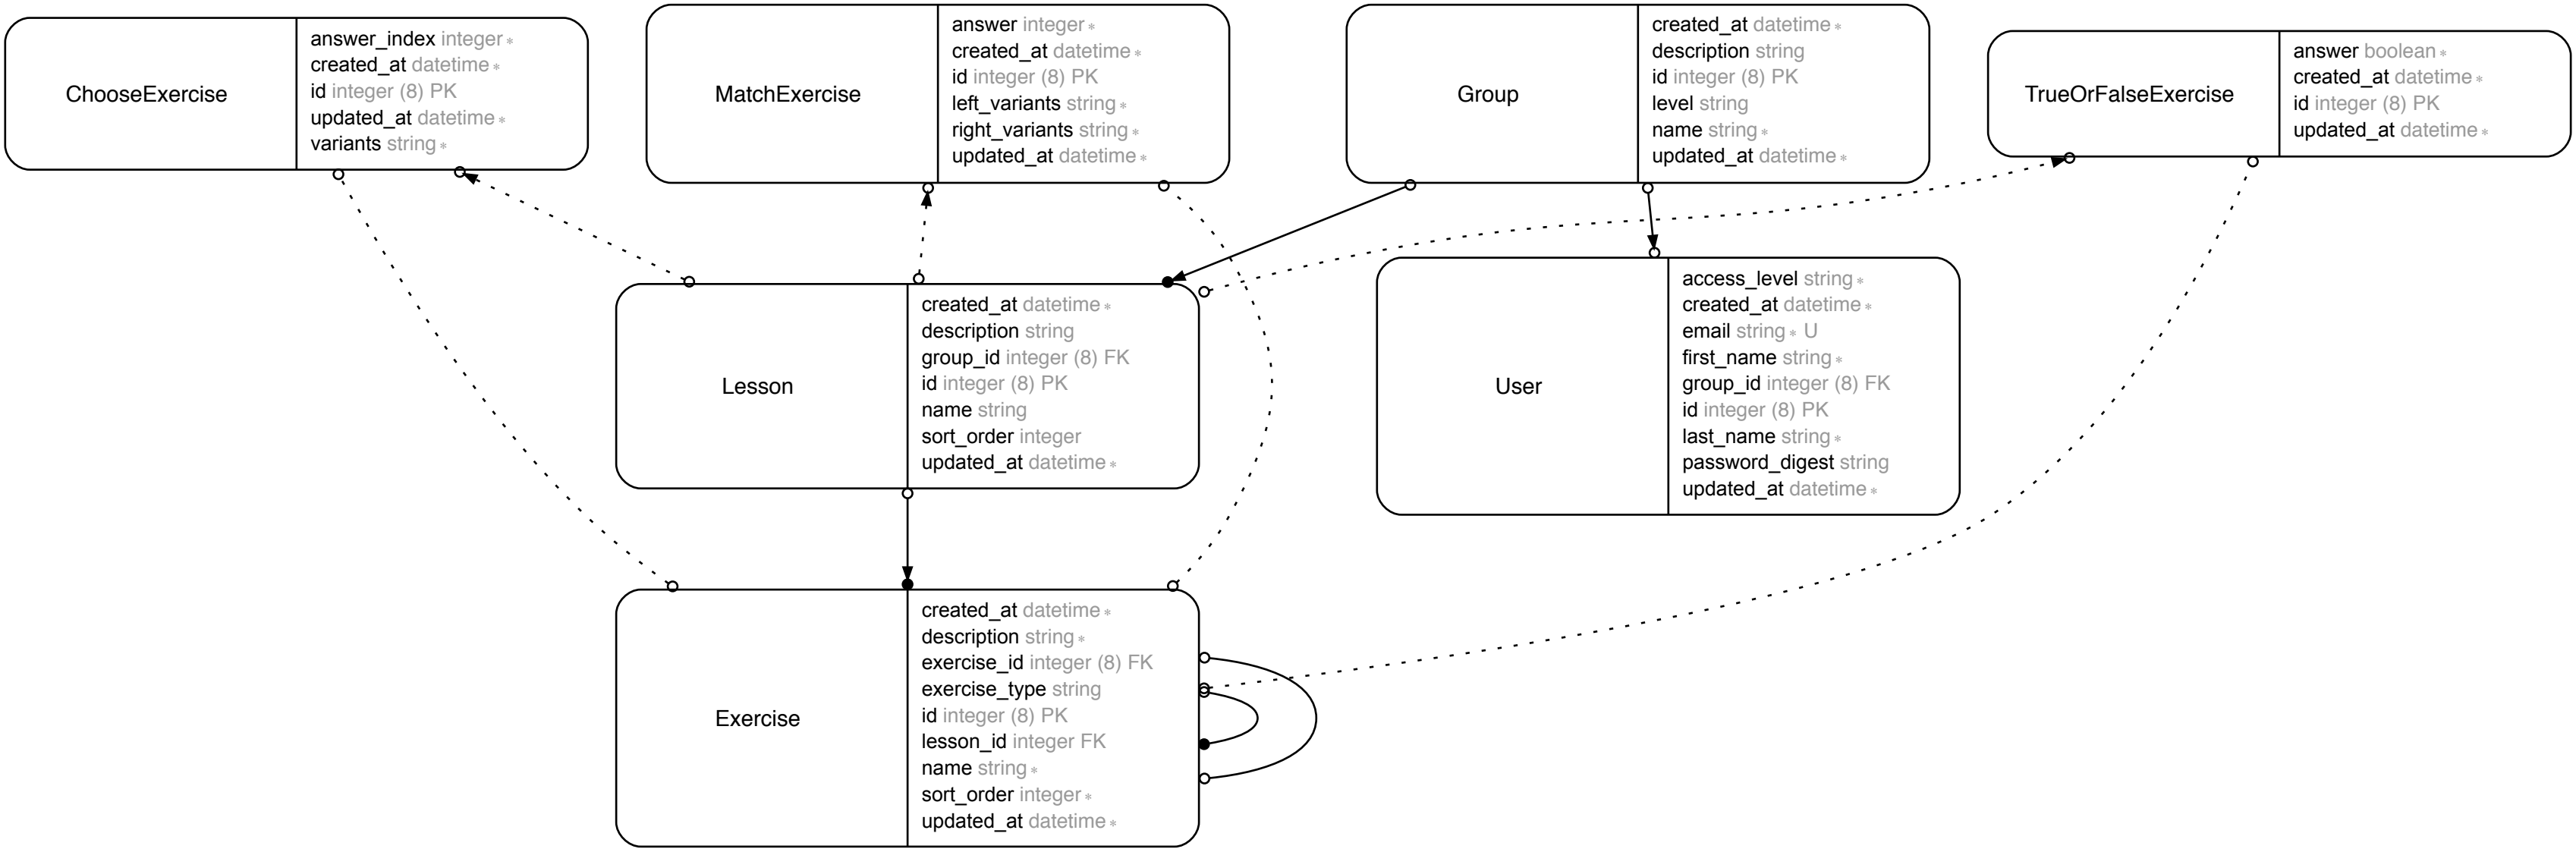 ChooseExercise
answer_index integer *
created_at datetime *
id integer (8) PK
updated_at datetime *
variants string *
MatchExercise
answer integer *
created_at datetime *
id integer (8) PK
left_variants string *
right_variants string *
updated_at datetime *
Group
created_at datetime *
description string
id integer (8) PK
level string
name string *
updated_at datetime *
TrueOrFalseExercise
answer boolean *
created_at datetime *
id integer (8) PK
updated_at datetime *
Lesson
created_at datetime *
description string
group_id integer (8) FK
id integer (8) PK
name string
sort_order integer
updated_at datetime *
User
access_level string *
created_at datetime *
email string * U
first_name string *
group_id integer (8) FK
id integer (8) PK
last_name string *
password_digest string
updated_at datetime *
Exercise
created_at datetime *
description string *
exercise_id integer (8) FK
exercise_type string
id integer (8) PK
lesson_id integer FK
name string *
sort_order integer *
updated_at datetime *